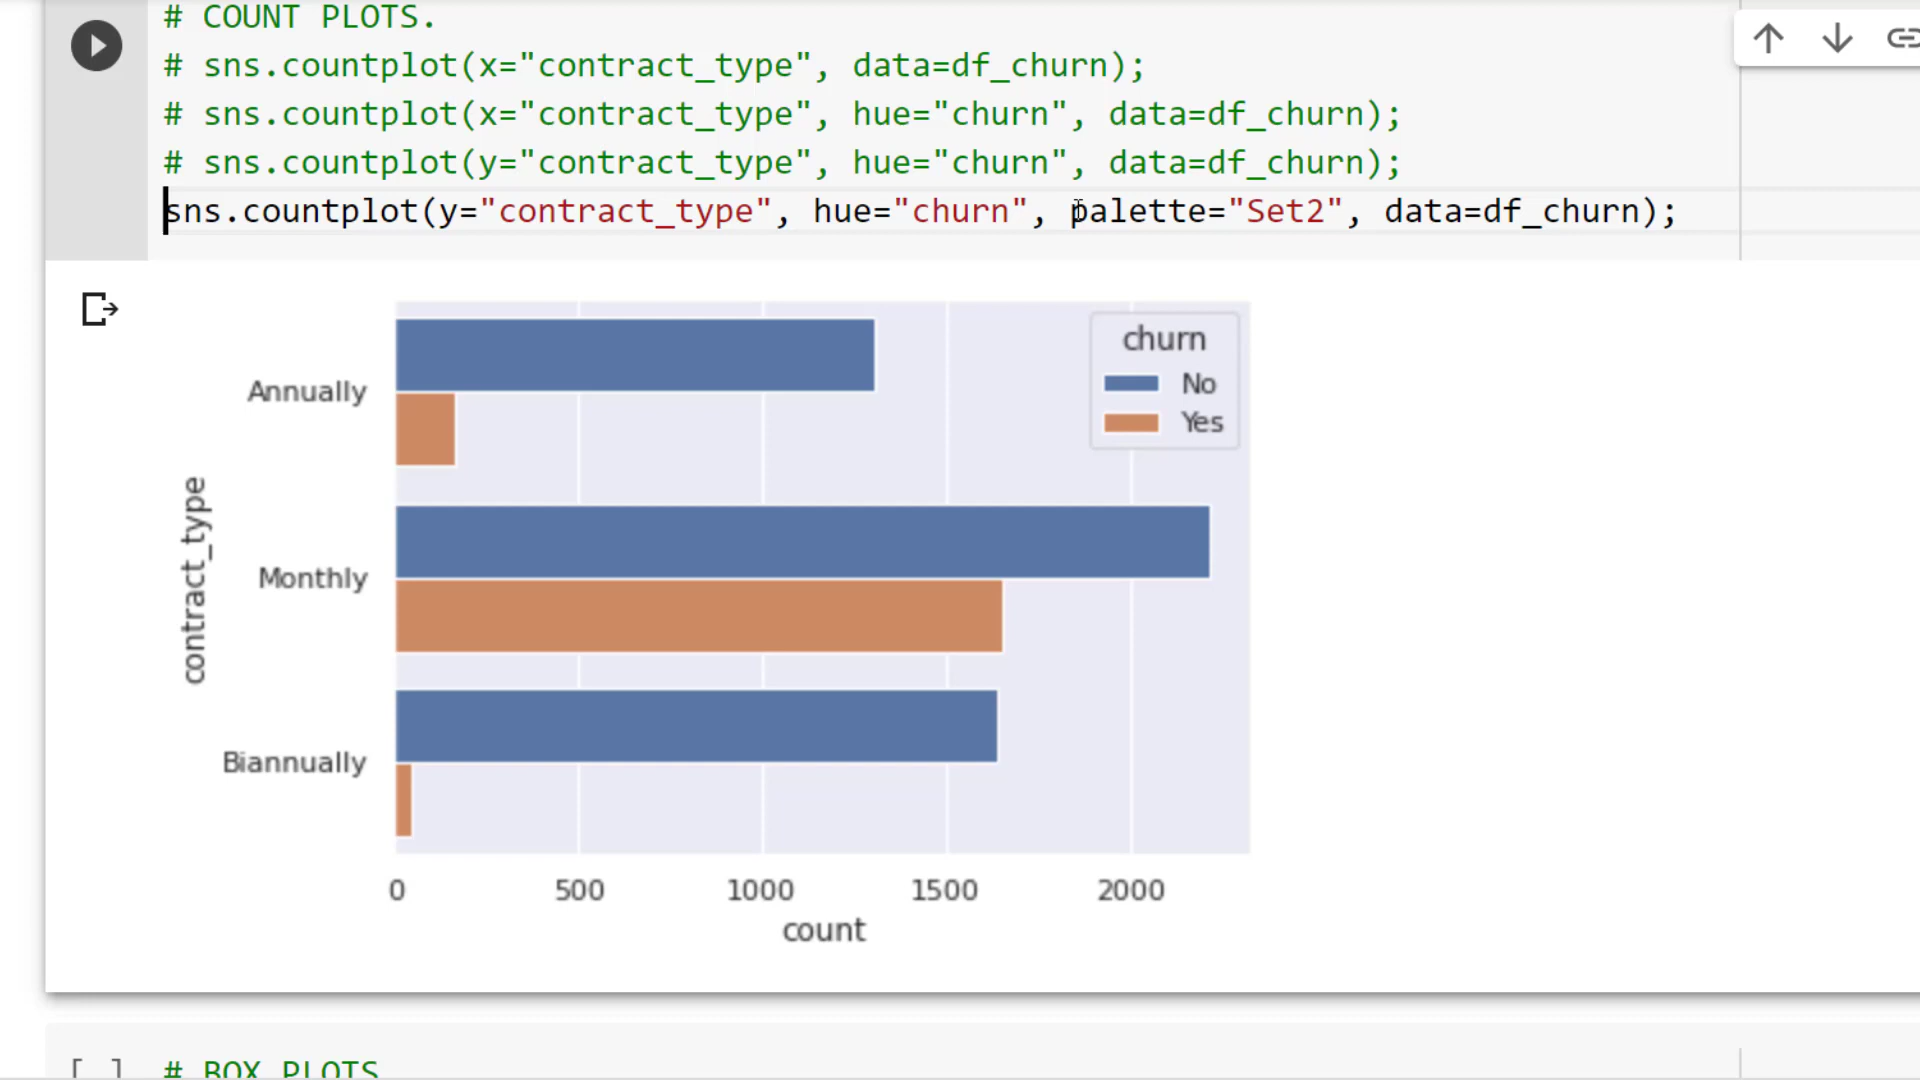 # COUNT PLOTS.
# sns.countplot(x="contract_type", data=df_churn);
# sns.countplot(x="contract_type", hue="churn", data=df_churn);
# sns.countplot(y="contract_type", hue="churn", data=df_churn);
sns.countplot(y="contract_type", hue="churn", palette="Set2", data=df_churn);
churn
No
Yes
Annually
Monthly
Biannually
contract_type
0 500 1000 1500 2000
count
[ ] # BOX PLOTS